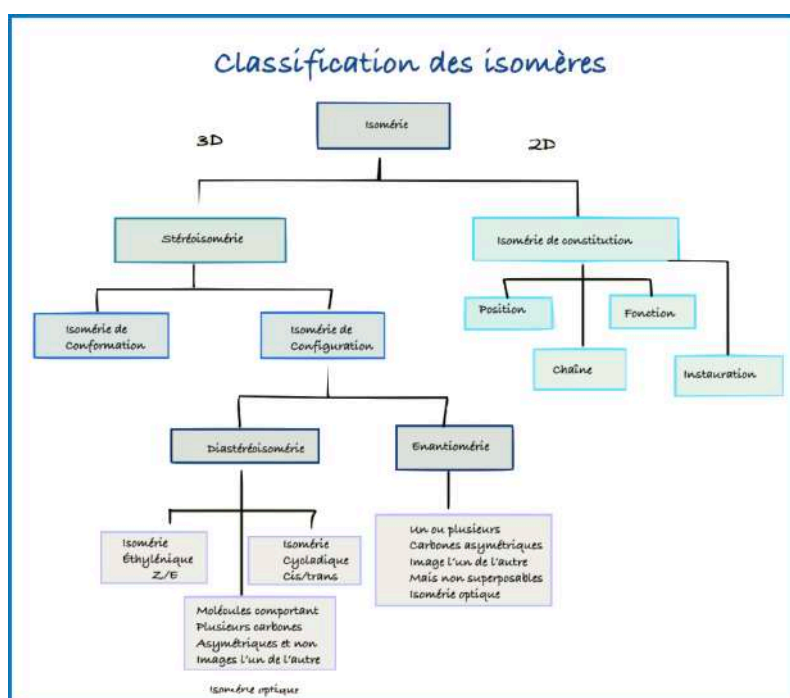 Classification des isomères
Isomérie
3D
2D
Stéréoisomérie
Isomérie de constitution
Position
Fonction
Isomérie de
Conformation
Isomérie de
Configuration
Chaîne
Instauration
Diastéréoisomérie
Enantiomérie
Isomérie
Éthylénique
Z/E
Isomérie
Cycladique
Cis/trans
Un ou plusieurs
Carbones asymétriques
Image l'un de l'autre
Mais non superposables
Isomérie optique
Molécules comportant
Plusieurs carbones
Asymétriques et non
Images l'un de l'autre
Isomérie optique